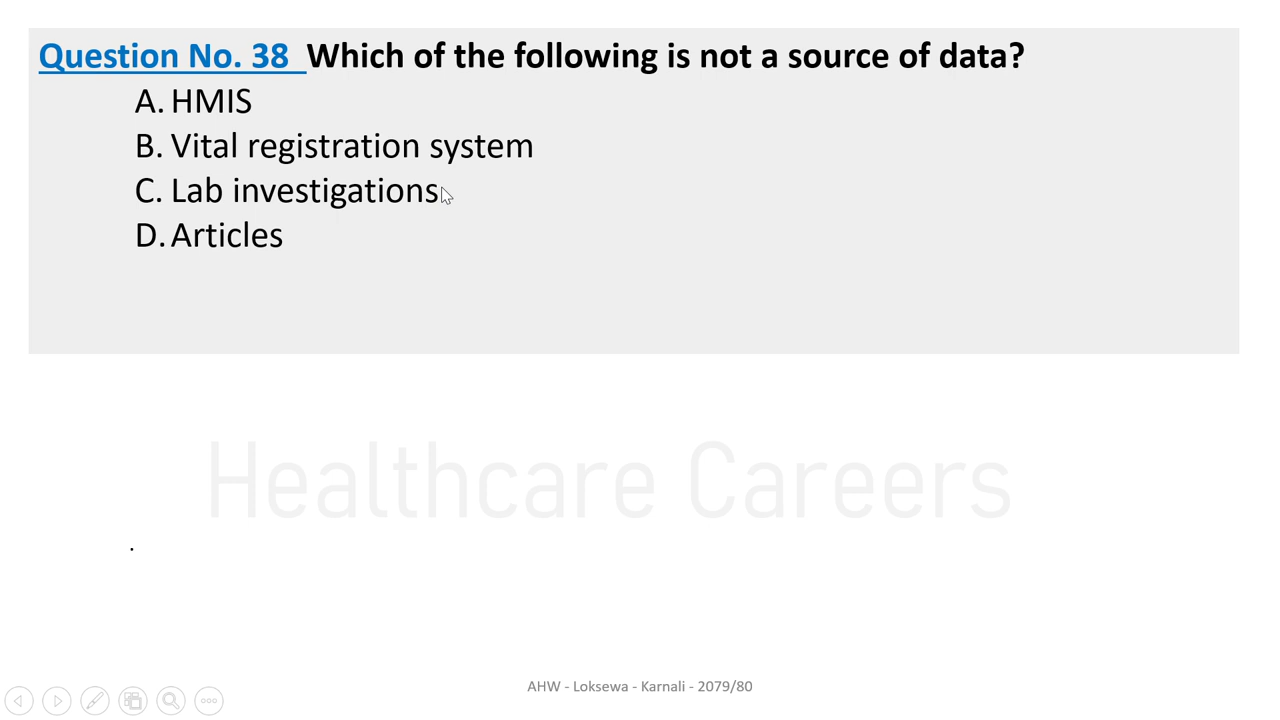 Question No. 38  Which of the following is not a source of data?
A. HMIS
B. Vital registration system
C. Lab investigations
D. Articles
Healthcare Careers
.
AHW - Loksewa - Karnali - 2079/80